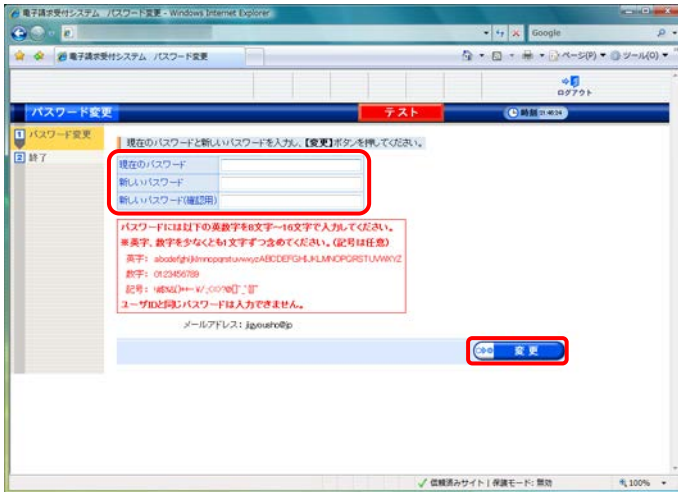 電子請求受付システム パスワード変更 - Windows Internet Explorer
Google
電子請求受付システム パスワード変更
ページ(P) ツール(O)
ログアウト
パスワード変更
テスト
時刻 21:46:34
1 パスワード変更
2 終了
現在のパスワードと新しいパスワードを入力し、【変更】ボタンを押してください。
現在のパスワード
新しいパスワード
新しいパスワード(確認用)
パスワードには以下の英数字を8文字～16文字で入力してください。
※英字、数字を少なくとも1文字ずつ含めてください。(記号は任意)
英字:
数字: 0123456789
記号:
ユーザIDと同じパスワードは入力できません。
メールアドレス: jigyousho@jp
変更
信頼済みサイト | 保護モード: 無効
100%